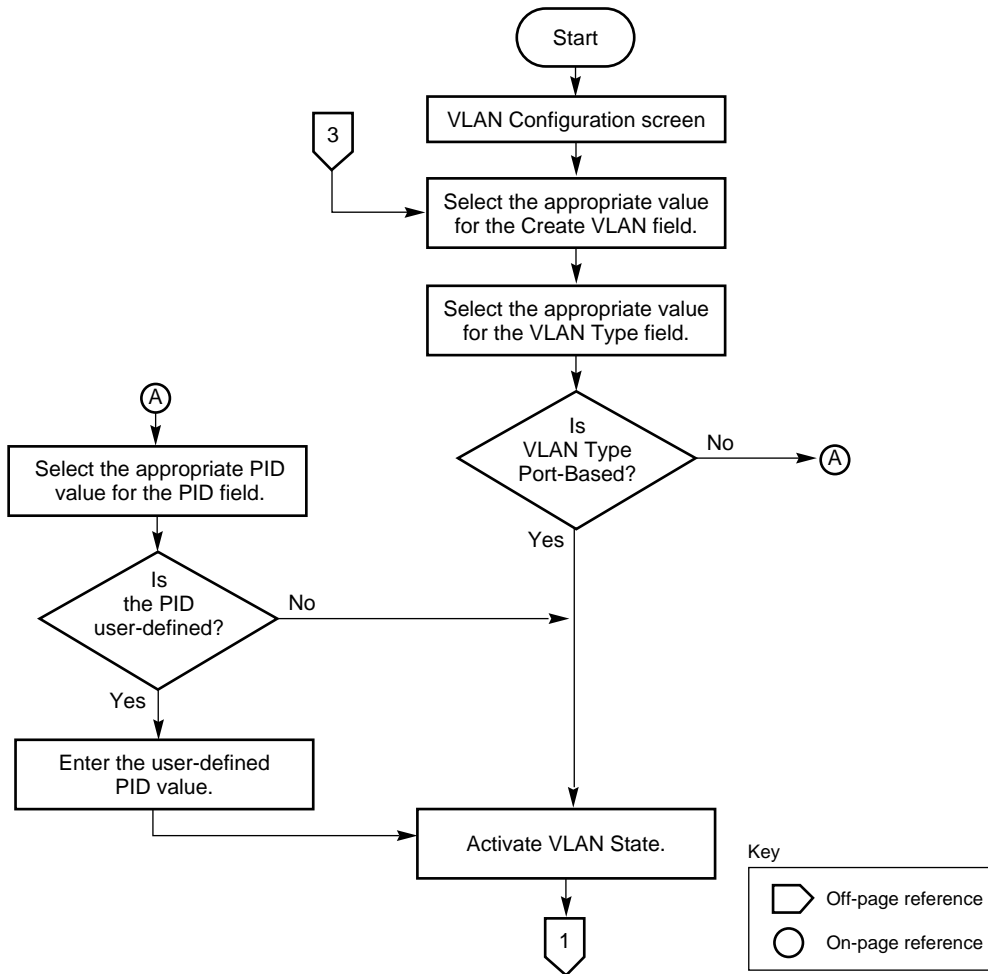 Start
VLAN Configuration screen
3
Select the appropriate value
for the Create VLAN field.
Select the appropriate value
for the VLAN Type field.
Is
VLAN Type
Port-Based?
No
A
Yes
A
Select the appropriate PID
value for the PID field.
Is
the PID
user-defined?
No
Yes
Enter the user-defined
PID value.
Activate VLAN State.
1
Key
Off-page reference
On-page reference